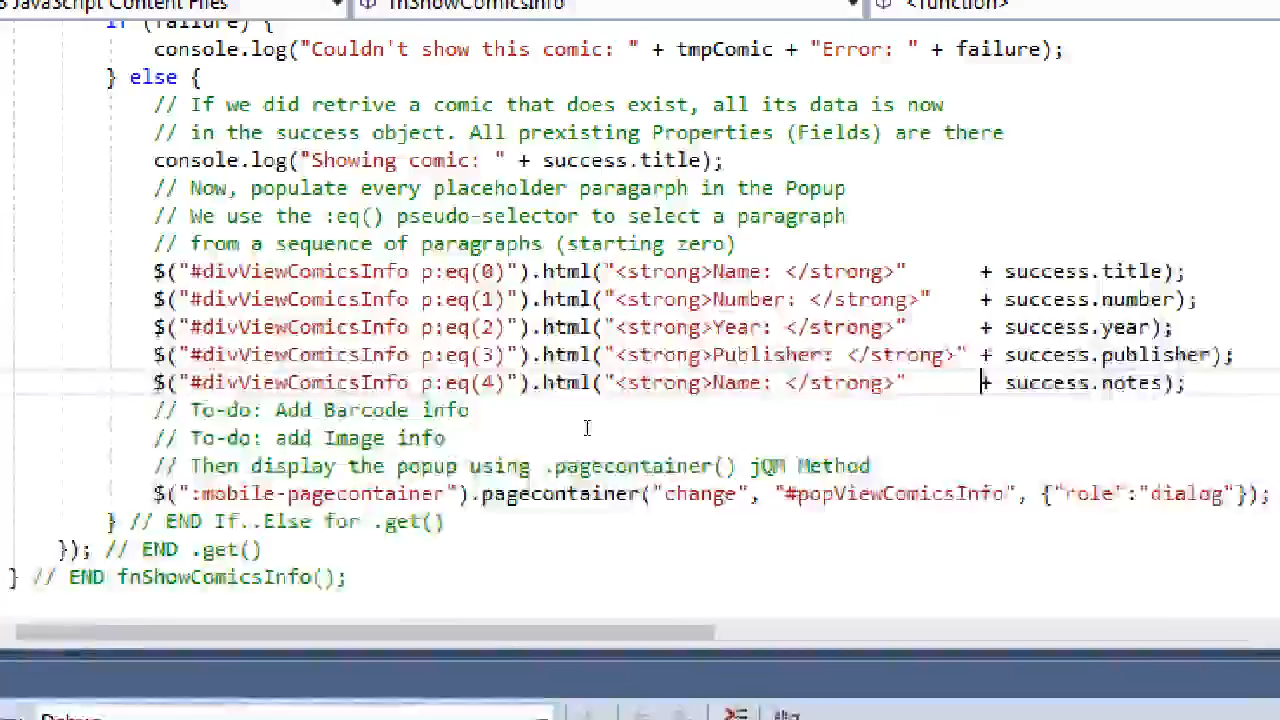 JavaScript Content Files fnShowComicsInfo <function>
if (failure) {
console.log("Couldn't show this comic: " + tmpComic + "Error: " + failure);
} else {
// If we did retrive a comic that does exist, all its data is now
// in the success object. All prexisting Properties (Fields) are there
console.log("Showing comic: " + success.title);
// Now, populate every placeholder paragarph in the Popup
// We use the :eq() pseudo-selector to select a paragraph
// from a sequence of paragraphs (starting zero)
$("#divViewComicsInfo p:eq(0)").html("<strong>Name: </strong>" + success.title);
$("#divViewComicsInfo p:eq(1)").html("<strong>Number: </strong>" + success.number);
$("#divViewComicsInfo p:eq(2)").html("<strong>Year: </strong>" + success.year);
$("#divViewComicsInfo p:eq(3)").html("<strong>Publisher: </strong>" + success.publisher);
$("#divViewComicsInfo p:eq(4)").html("<strong>Name: </strong>" + success.notes);
// To-do: Add Barcode info
// To-do: add Image info
// Then display the popup using .pagecontainer() jQM Method
$(":mobile-pagecontainer").pagecontainer("change", "#popViewComicsInfo", {"role":"dialog"});
} // END If..Else for .get()
}); // END .get()
} // END fnShowComicsInfo();